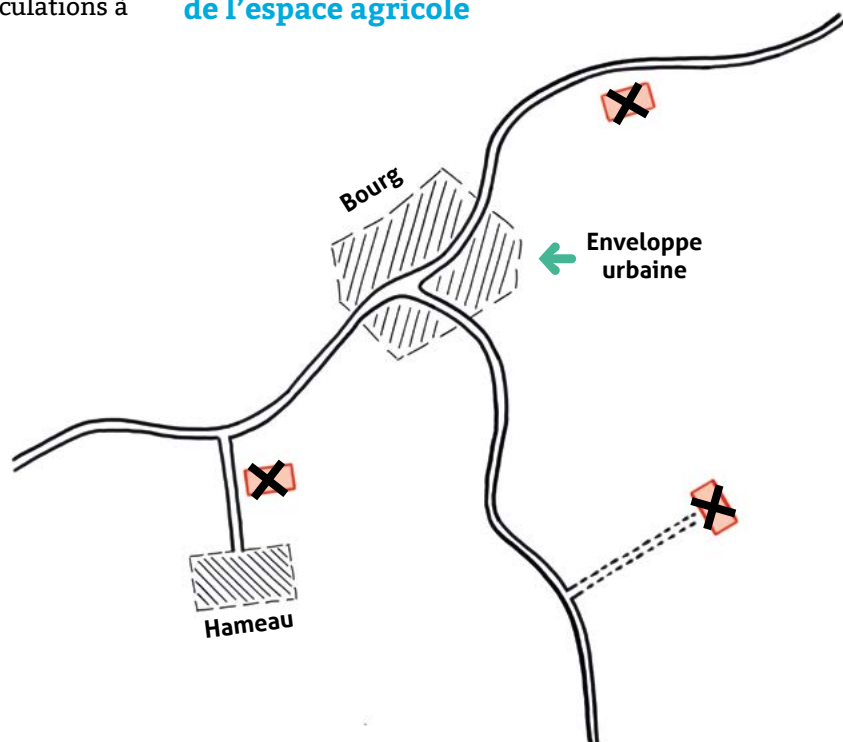 culations à
de l'espace agricole
Bourg
Enveloppe
urbaine
Hameau